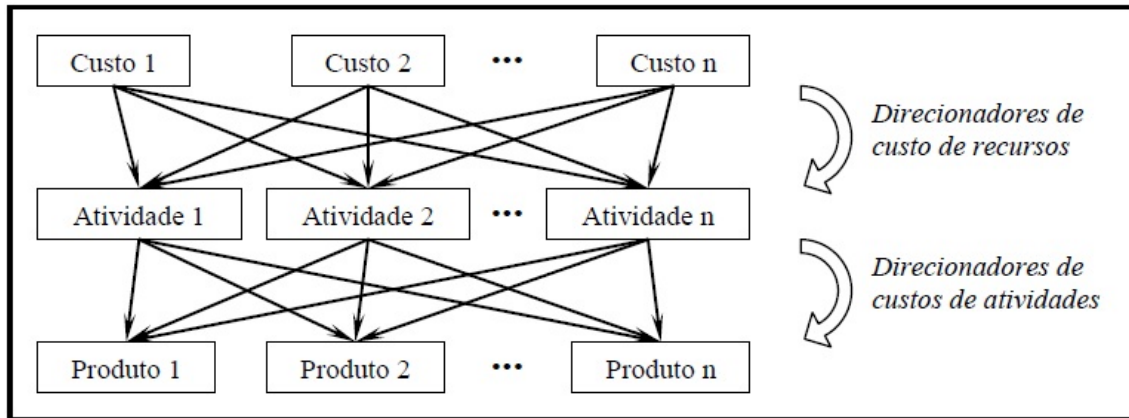 Custo 1
Custo 2
...
Custo n
Direcionadores de
custo de recursos
Atividade 1
Atividade 2
...
Atividade n
Direcionadores de
custos de atividades
Produto 1
Produto 2
...
Produto n